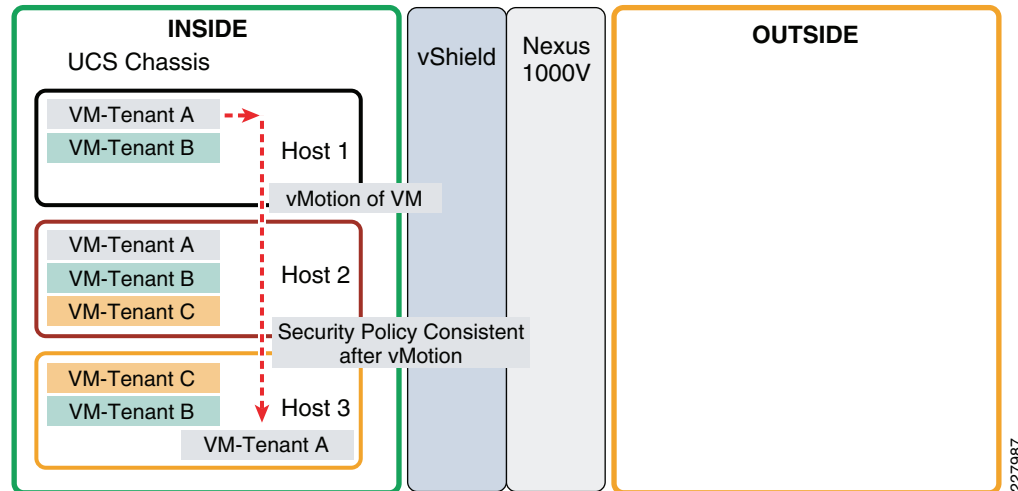 INSIDE
UCS Chassis
VM-Tenant A
VM-Tenant B
Host 1
vMotion of VM
VM-Tenant A
VM-Tenant B
VM-Tenant C
Host 2
Security Policy Consistent
after vMotion
VM-Tenant C
VM-Tenant B
Host 3
VM-Tenant A
vShield
Nexus
1000V
OUTSIDE
227987